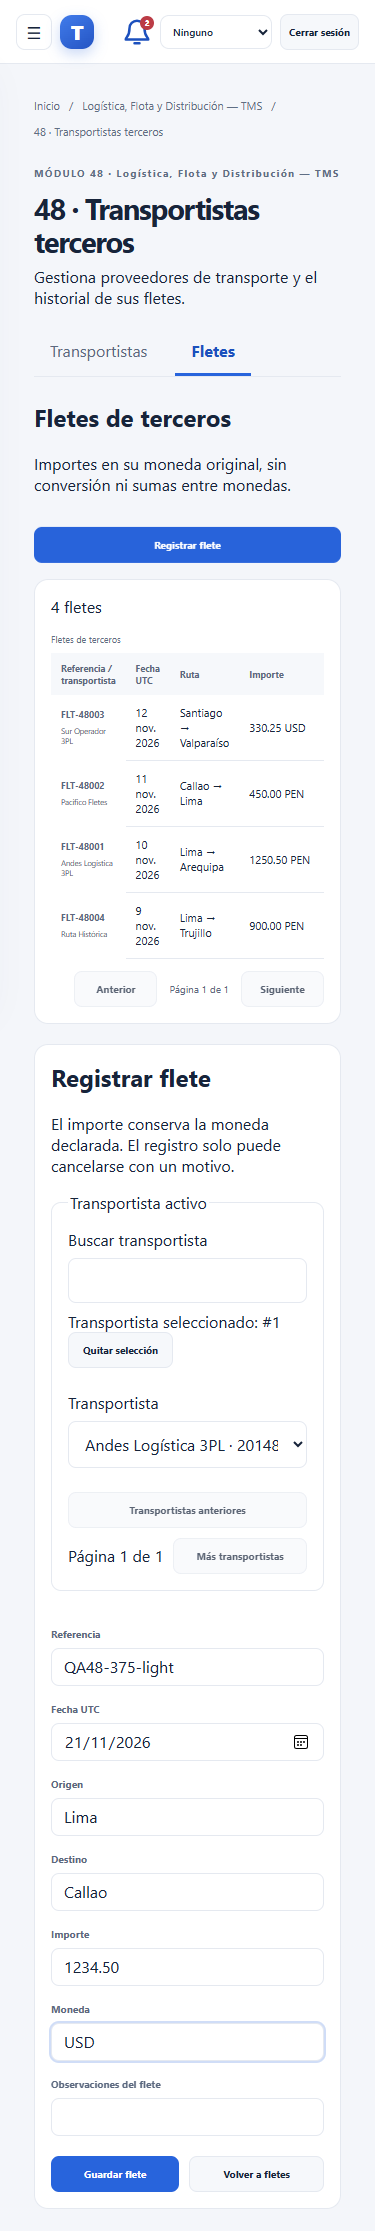 ☰ T 2 Ninguno Cerrar sesión
Inicio / Logística, Flota y Distribución — TMS /
48 · Transportistas terceros
MÓDULO 48 · Logística, Flota y Distribución — TMS
48 · Transportistas
terceros
Gestiona proveedores de transporte y el
historial de sus fletes.
Transportistas Fletes
Fletes de terceros
Importes en su moneda original, sin
conversión ni sumas entre monedas.
Registrar flete
4 fletes
Fletes de terceros
Referencia / transportista Fecha UTC Ruta Importe
FLT-48003 Sur Operador 3PL 12 nov. 2026 Santiago → Valparaíso 330.25 USD
FLT-48002 Pacífico Fletes 11 nov. 2026 Callao → Lima 450.00 PEN
FLT-48001 Andes Logística 3PL 10 nov. 2026 Lima → Arequipa 1250.50 PEN
FLT-48004 Ruta Histórica 9 nov. 2026 Lima → Trujillo 900.00 PEN
Anterior Página 1 de 1 Siguiente
Registrar flete
El importe conserva la moneda
declarada. El registro solo puede
cancelarse con un motivo.
Transportista activo
Buscar transportista
Transportista seleccionado: #1
Quitar selección
Transportista
Andes Logística 3PL · 20148
Transportistas anteriores
Página 1 de 1 Más transportistas
Referencia
QA48-375-light
Fecha UTC
21/11/2026
Origen
Lima
Destino
Callao
Importe
1234.50
Moneda
USD
Observaciones del flete
Guardar flete Volver a fletes